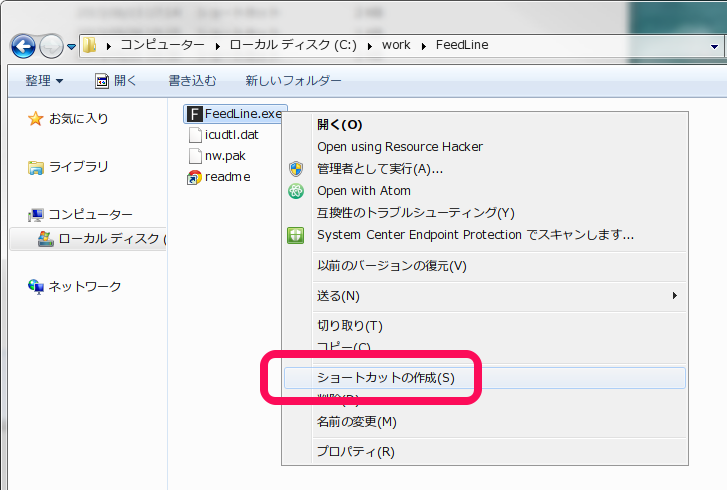 コンピューター ▸ ローカル ディスク (C:) ▸ work ▸ FeedLine
整理 開く 書き込む 新しいフォルダー
お気に入り
ライブラリ
コンピューター
ローカル ディスク (
ネットワーク
FeedLine.exe
icudtl.dat
nw.pak
readme
開く(O)
Open using Resource Hacker
管理者として実行(A)...
Open with Atom
互換性のトラブルシューティング(Y)
System Center Endpoint Protection でスキャンします...
以前のバージョンの復元(V)
送る(N)
切り取り(T)
コピー(C)
ショートカットの作成(S)
削除(D)
名前の変更(M)
プロパティ(R)